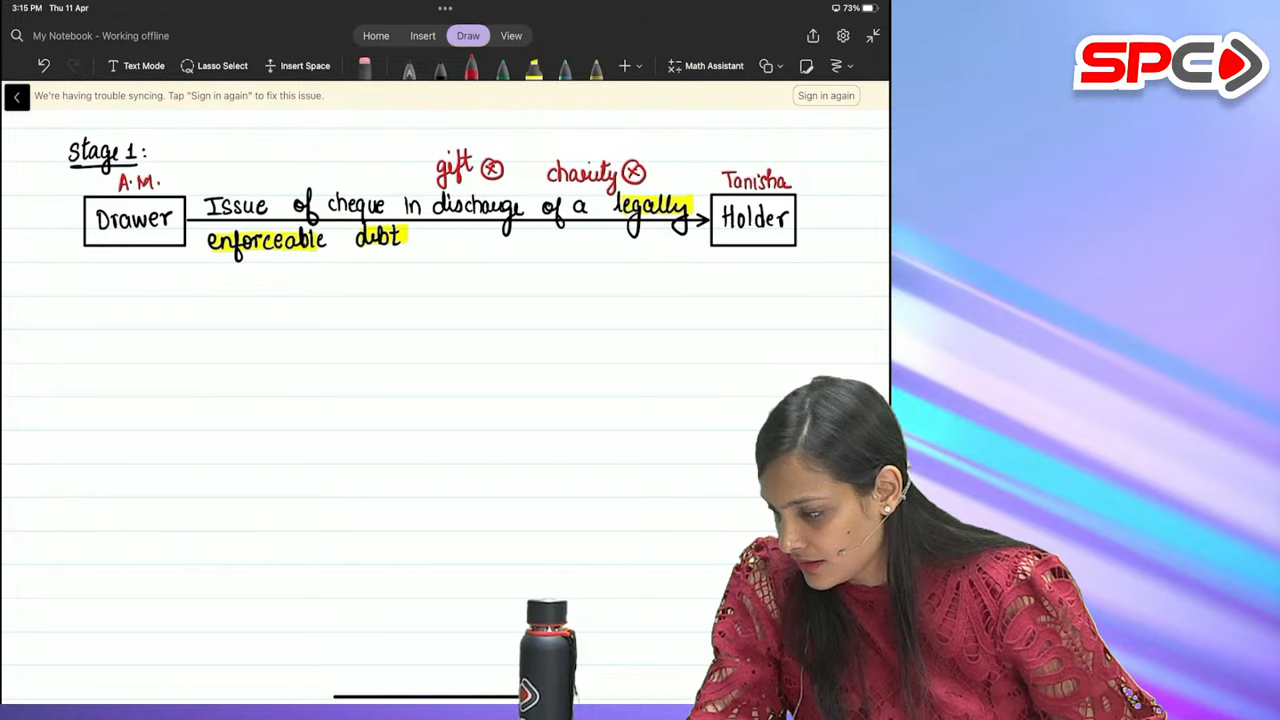 3:15 PM Thu 11 Apr
73%
My Notebook - Working offline
Home Insert Draw View
Text Mode Lasso Select Insert Space Math Assistant
We're having trouble syncing. Tap "Sign in again" to fix this issue.
Sign in again
SPC
Stage 1:
gift charity
A.M. Tanisha
Drawer Issue of cheque in discharge of a legally Holder
enforceable debt